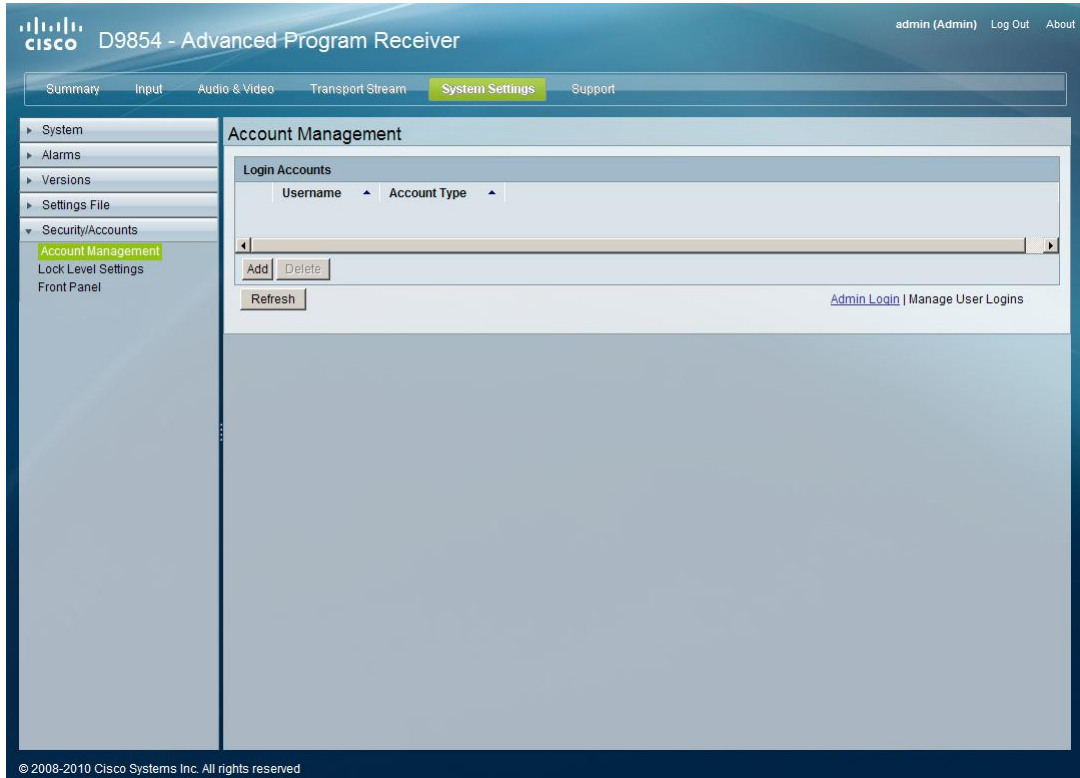 CISCO D9854 - Advanced Program Receiver
admin (Admin) Log Out About
Summary Input Audio & Video Transport Stream System Settings Support
System
Alarms
Versions
Settings File
Security/Accounts
Account Management
Lock Level Settings
Front Panel
Account Management
Login Accounts
Username Account Type
Add Delete
Refresh
Admin Login | Manage User Logins
© 2008-2010 Cisco Systems Inc. All rights reserved